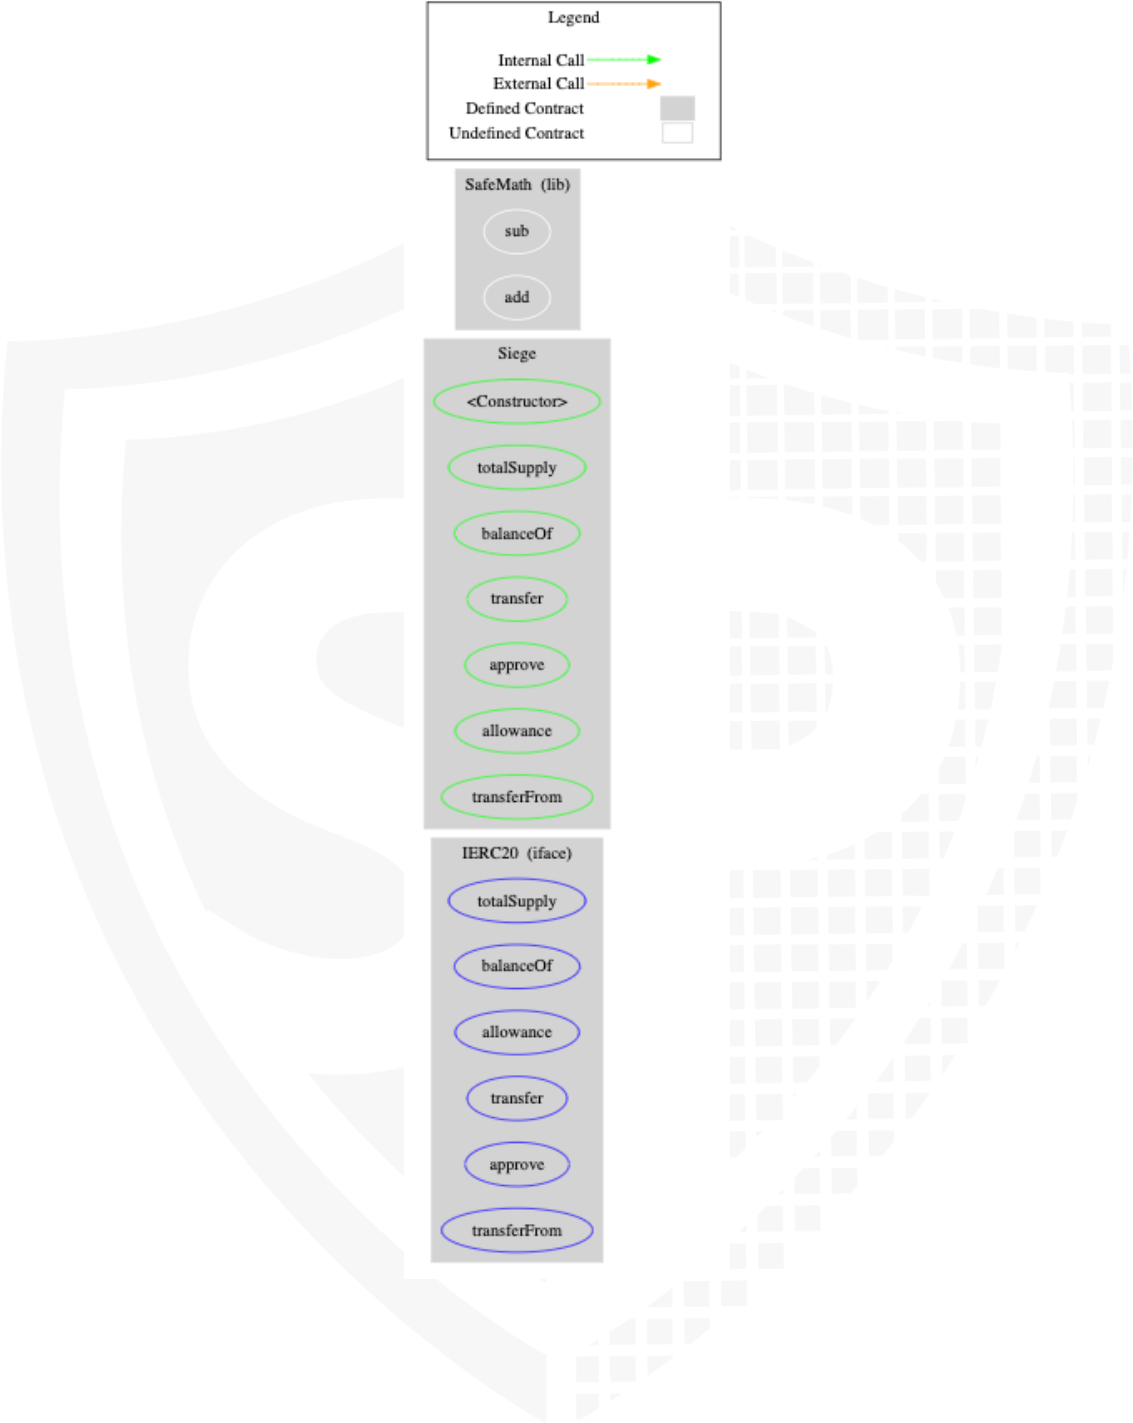 Legend
Internal Call
External Call
Defined Contract
Undefined Contract
SafeMath (lib)
sub
add
Siege
<Constructor>
totalSupply
balanceOf
transfer
approve
allowance
transferFrom
IERC20 (iface)
totalSupply
balanceOf
allowance
transfer
approve
transferFrom